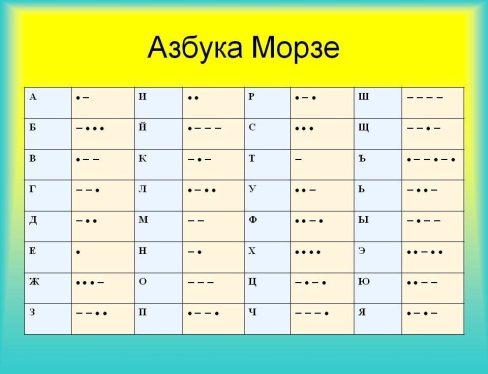 Азбука Морзе
А •– И •• Р •–• Ш ––––
Б –••• Й •––– С ••• Щ ––•–
В •–– К –•– Т – Ъ •––•–•
Г ––• Л •–•• У ••– Ь –••–
Д –•• М –– Ф ••–• Ы –•––
Е • Н –• Х •••• Э ••–••
Ж •••– О ––– Ц –•–• Ю ••––
З ––•• П •––• Ч –––• Я •–•–